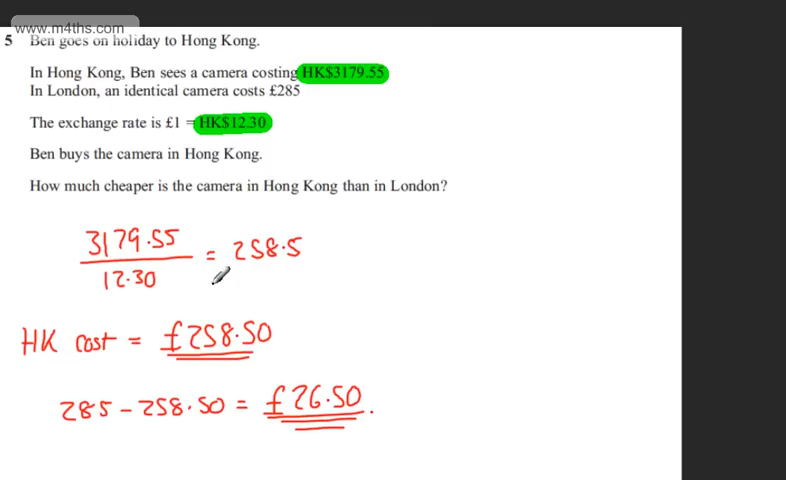 www.m4ths.com
5 Ben goes on holiday to Hong Kong.
In Hong Kong, Ben sees a camera costing HK$3179.55
In London, an identical camera costs £285
The exchange rate is £1 = HK$12.30
Ben buys the camera in Hong Kong.
How much cheaper is the camera in Hong Kong than in London?
3179.55
= 258.5
12.30
HK cost = £258.50
285 - 258.50 = £26.50.